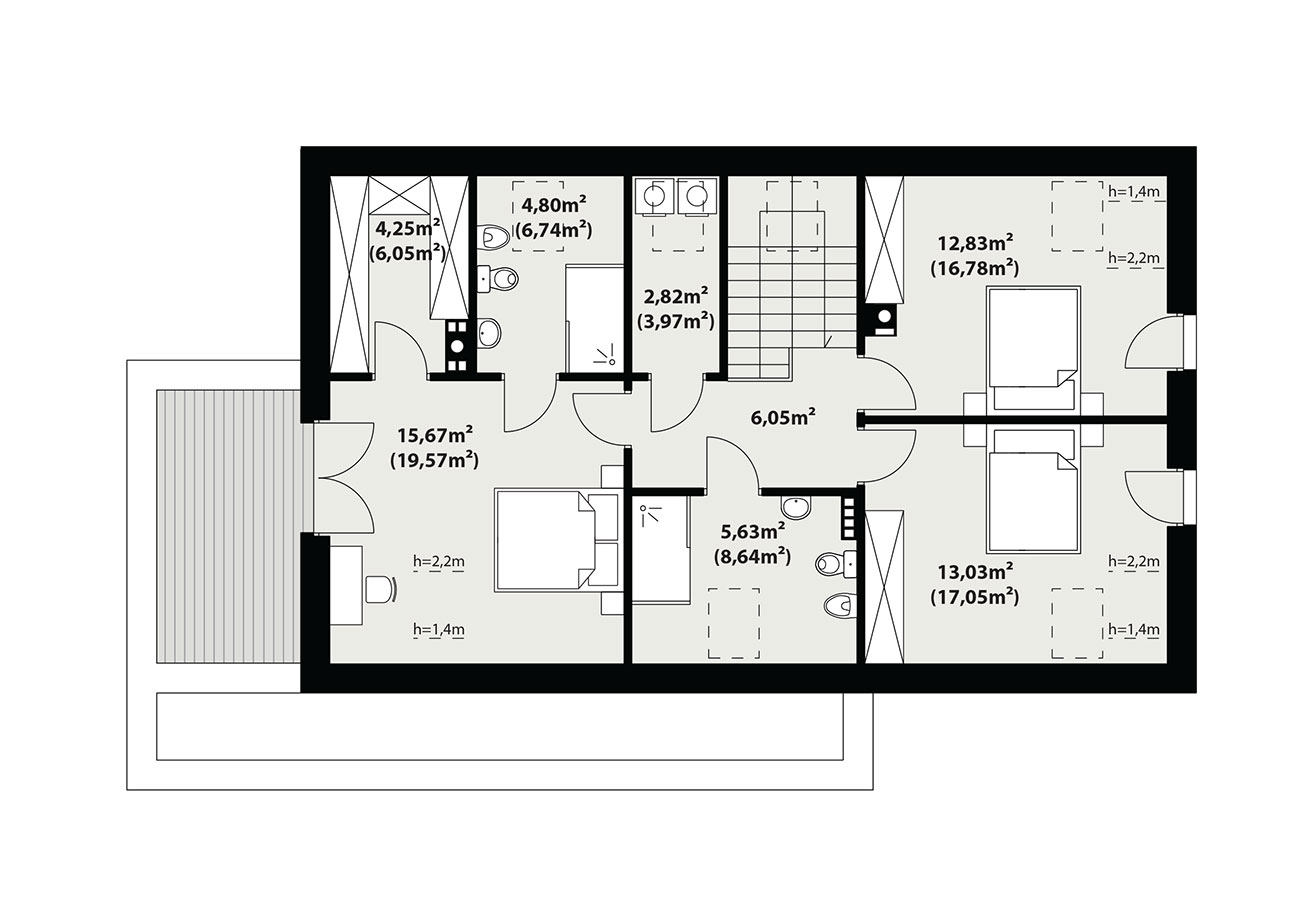 4,25m²
(6,05m²)
4,80m²
(6,74m²)
2,82m²
(3,97m²)
h=1,4m
12,83m²
(16,78m²)
h=2,2m
15,67m²
(19,57m²)
6,05m²
h=2,2m
h=1,4m
5,63m²
(8,64m²)
13,03m²
(17,05m²)
h=2,2m
h=1,4m